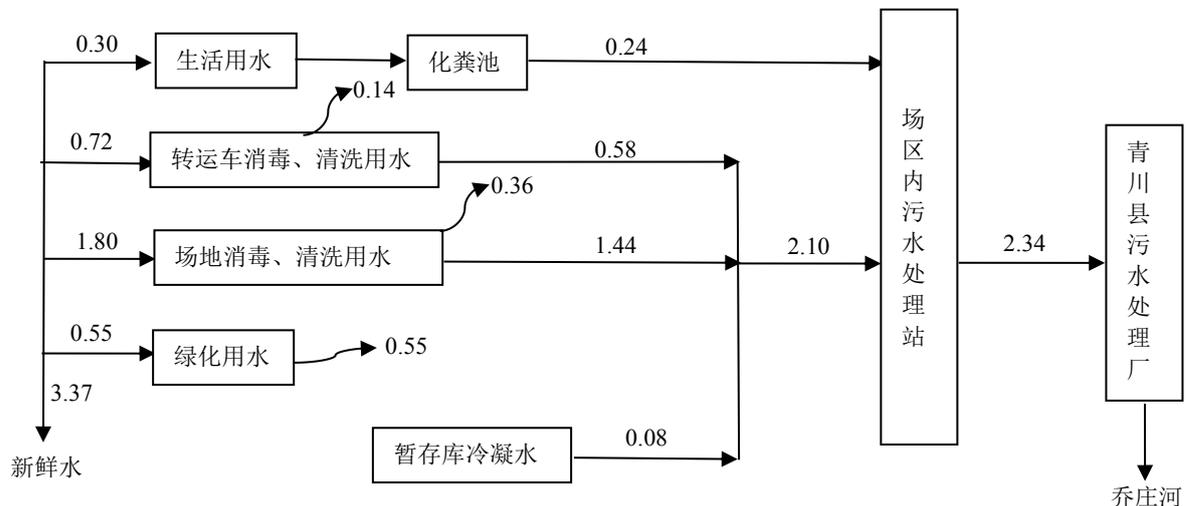 0.30
生活用水
化粪池
0.24
0.14
0.72
转运车消毒、清洗用水
0.58
0.36
1.80
场地消毒、清洗用水
1.44
2.10
场区内污水处理站
2.34
青川县污水处理厂
0.55
绿化用水
0.55
3.37
暂存库冷凝水
0.08
新鲜水
乔庄河